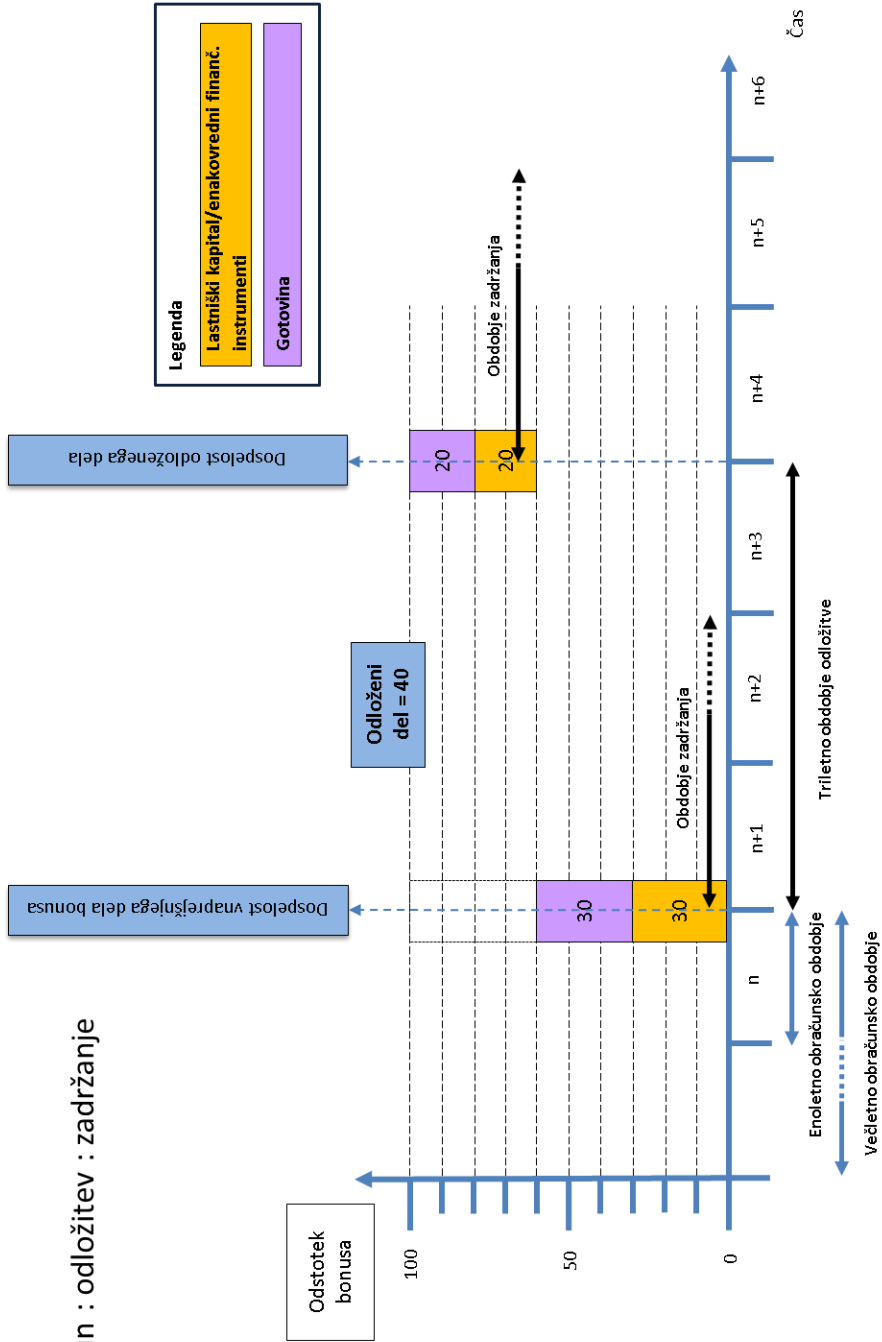 n : odložitev : zadržanje
Dospelost vnaprejšnjega dela bonusa
Dospelost odloženega dela
Legenda
Lastniški kapital/enakovredni finanč.
instrumenti
Gotovina
Odstotek
bonusa
100
50
0
Odloženi
del = 40
30
30
20
20
Obdobje zadržanja
Obdobje zadržanja
n
n+1
n+2
n+3
n+4
n+5
n+6
Čas
Enoletno obračunsko obdobje
Večletno obračunsko obdobje
Triletno obdobje odložitve